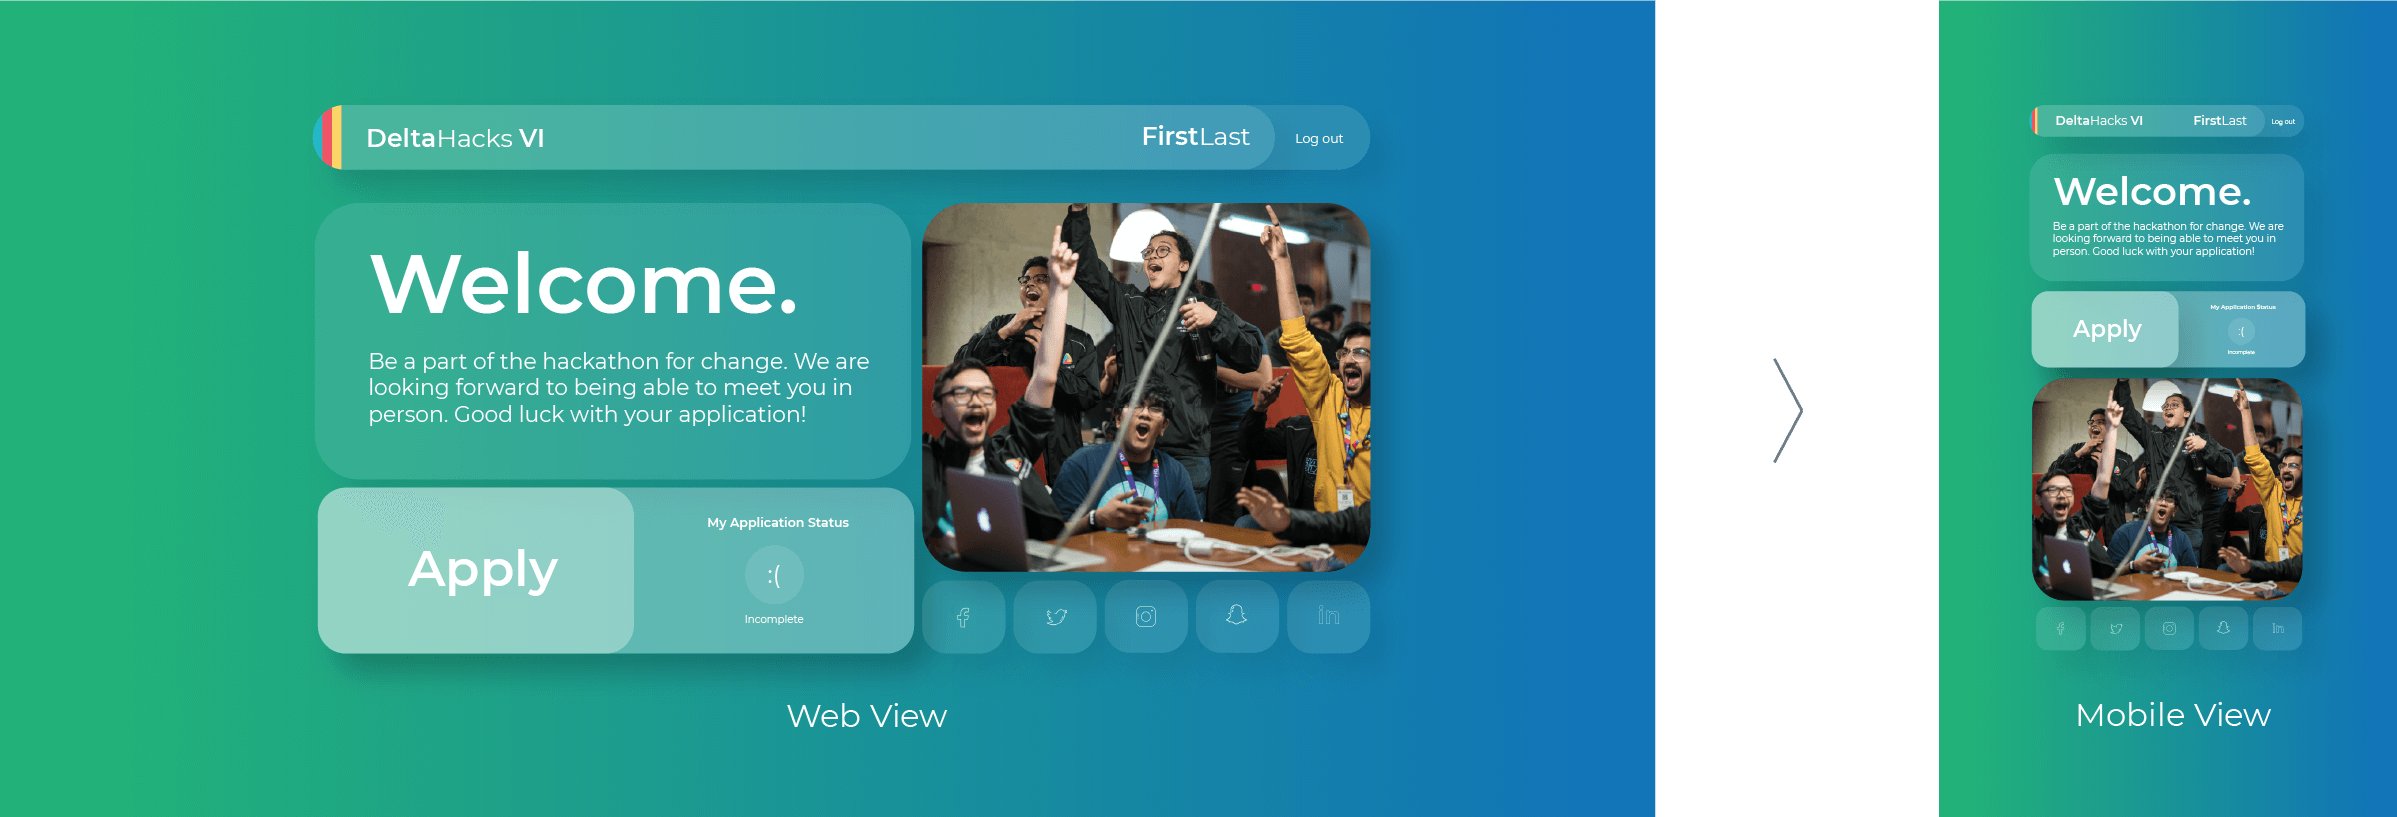 DeltaHacks VI
FirstLast
Log out
Welcome.
Be a part of the hackathon for change. We are
looking forward to being able to meet you in
person. Good luck with your application!
Apply
My Application Status
:(
Incomplete
f
in
Web View
DeltaHacks VI
FirstLast
Log out
Welcome.
Be a part of the hackathon for change. We are
looking forward to being able to meet you in
person. Good luck with your application!
Apply
My Application Status
:(
Incomplete
f
in
Mobile View